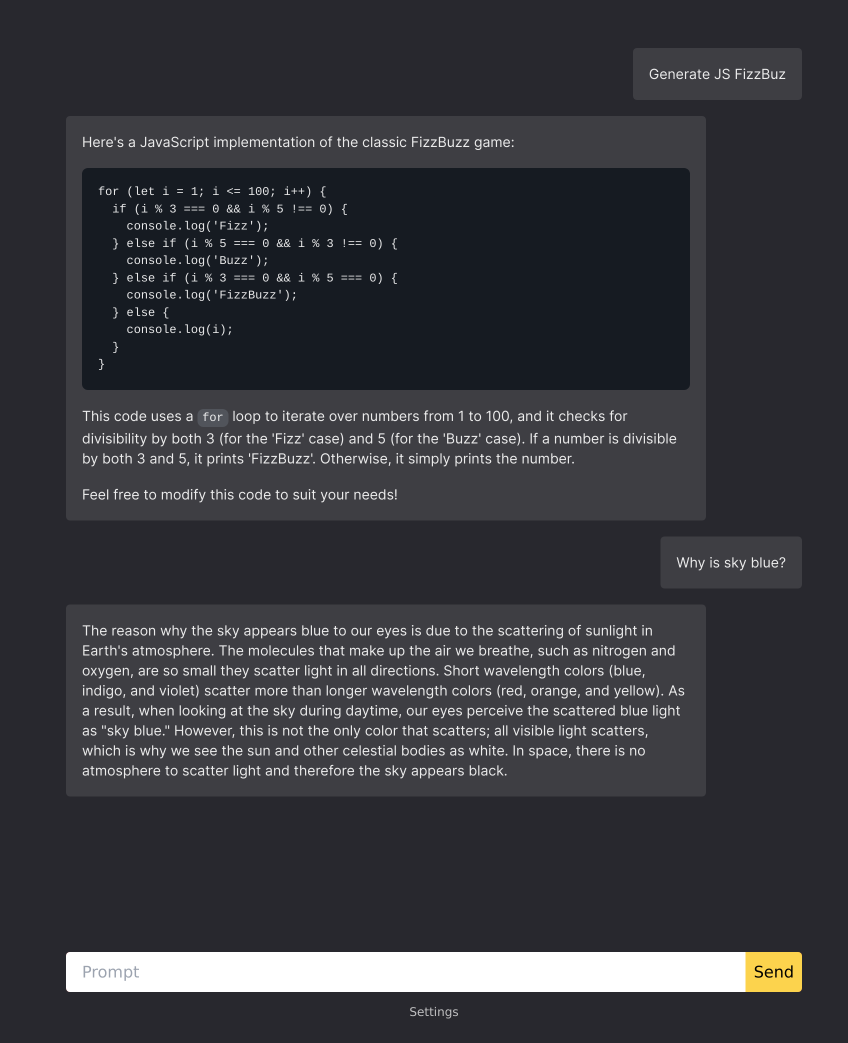 Generate JS FizzBuz
Here's a JavaScript implementation of the classic FizzBuzz game:
for (let i = 1; i <= 100; i++) {
  if (i % 3 === 0 && i % 5 !== 0) {
    console.log('Fizz');
  } else if (i % 5 === 0 && i % 3 !== 0) {
    console.log('Buzz');
  } else if (i % 3 === 0 && i % 5 === 0) {
    console.log('FizzBuzz');
  } else {
    console.log(i);
  }
}
This code uses a for loop to iterate over numbers from 1 to 100, and it checks for
divisibility by both 3 (for the 'Fizz' case) and 5 (for the 'Buzz' case). If a number is divisible
by both 3 and 5, it prints 'FizzBuzz'. Otherwise, it simply prints the number.
Feel free to modify this code to suit your needs!
Why is sky blue?
The reason why the sky appears blue to our eyes is due to the scattering of sunlight in
Earth's atmosphere. The molecules that make up the air we breathe, such as nitrogen and
oxygen, are so small they scatter light in all directions. Short wavelength colors (blue,
indigo, and violet) scatter more than longer wavelength colors (red, orange, and yellow). As
a result, when looking at the sky during daytime, our eyes perceive the scattered blue light
as "sky blue." However, this is not the only color that scatters; all visible light scatters,
which is why we see the sun and other celestial bodies as white. In space, there is no
atmosphere to scatter light and therefore the sky appears black.
Prompt
Send
Settings